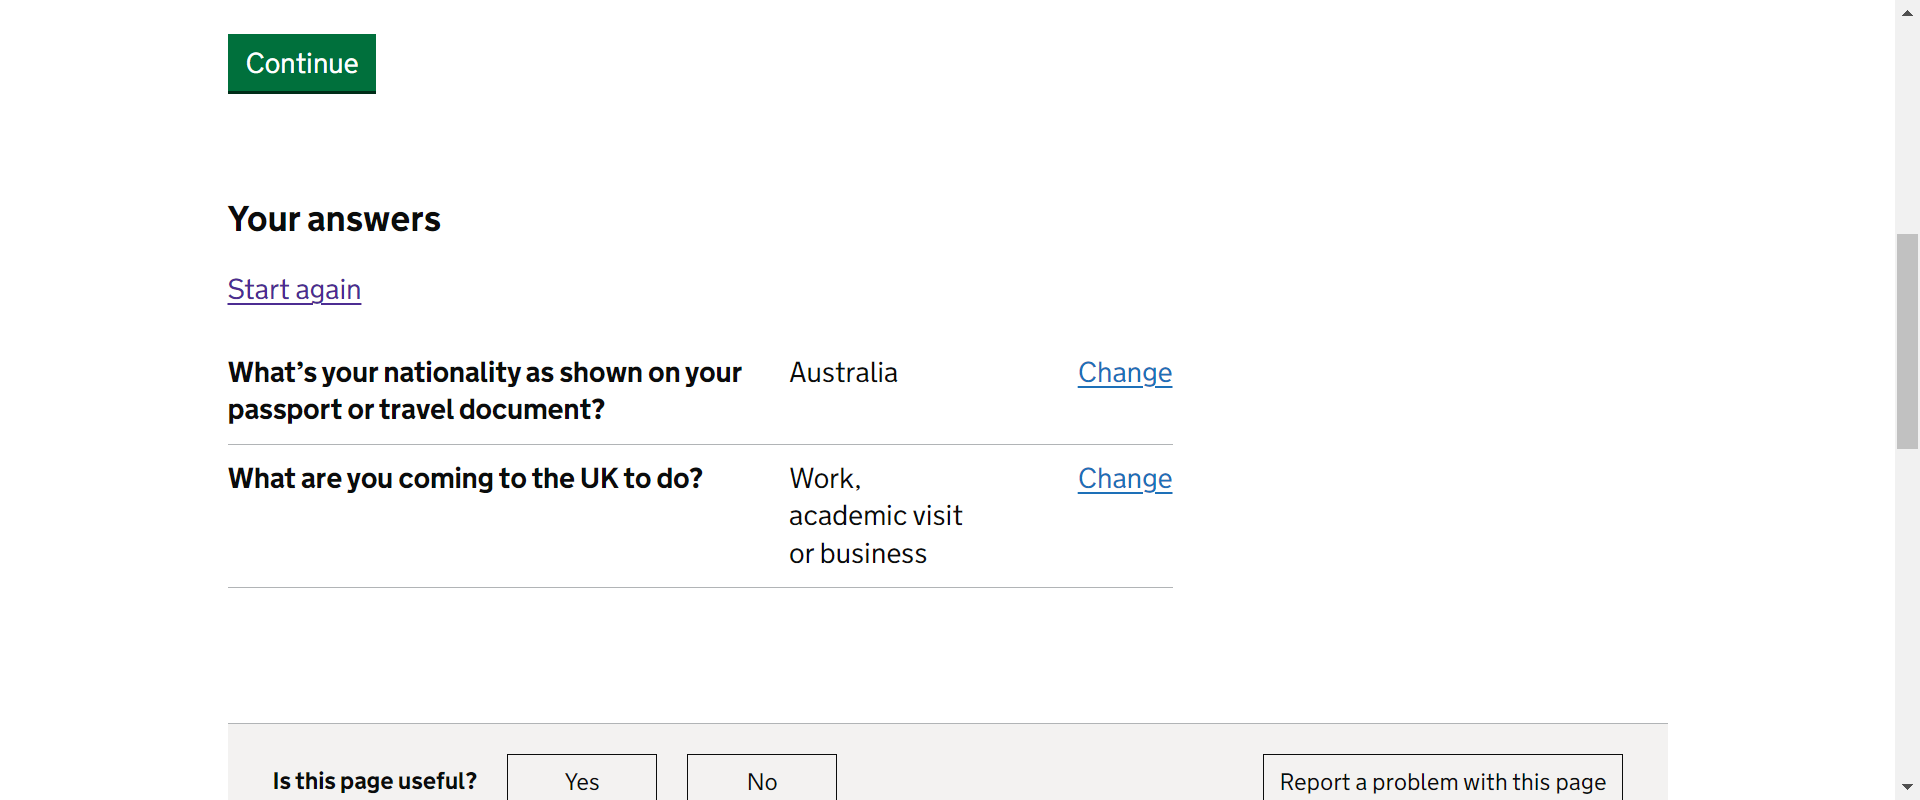 Continue
Your answers
Start again
What’s your nationality as shown on your
passport or travel document?
Australia
Change
What are you coming to the UK to do?
Work,
academic visit
or business
Change
Is this page useful?
Yes
No
Report a problem with this page